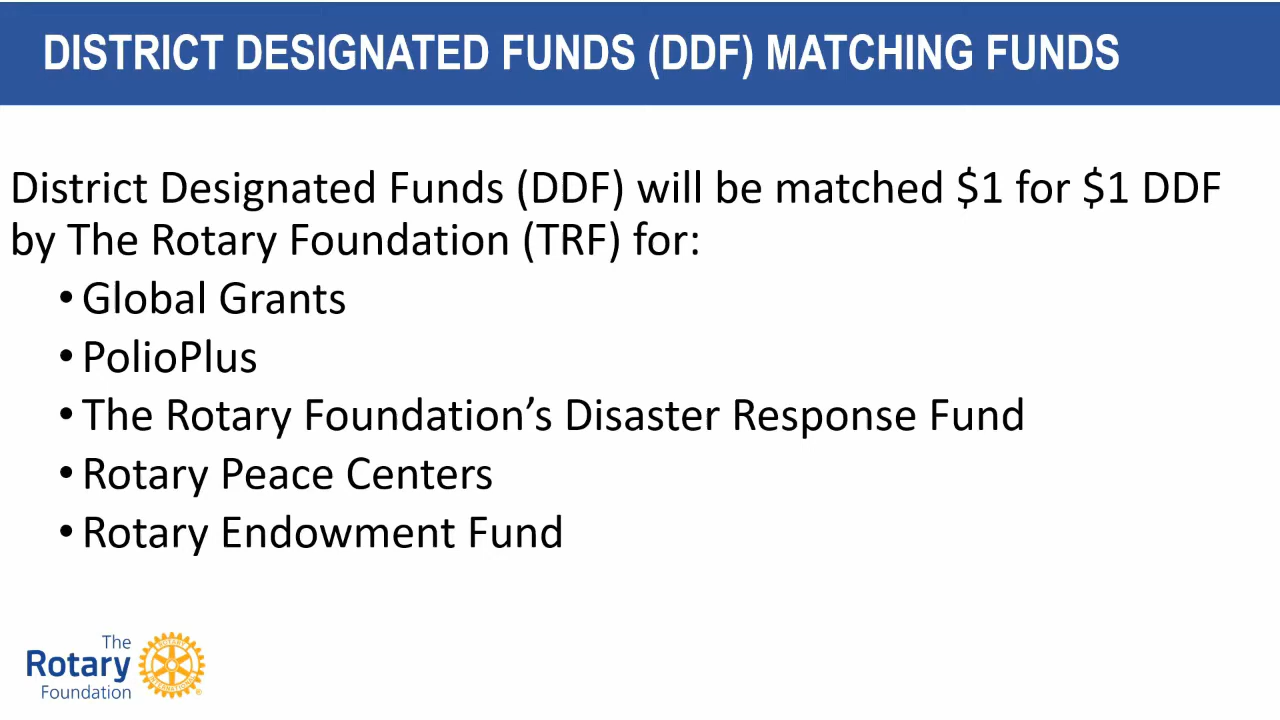 DISTRICT DESIGNATED FUNDS (DDF) MATCHING FUNDS
District Designated Funds (DDF) will be matched $1 for $1 DDF
by The Rotary Foundation (TRF) for:
• Global Grants
• PolioPlus
• The Rotary Foundation’s Disaster Response Fund
• Rotary Peace Centers
• Rotary Endowment Fund
The
Rotary
Foundation
ROTARY
INTERNATIONAL
®